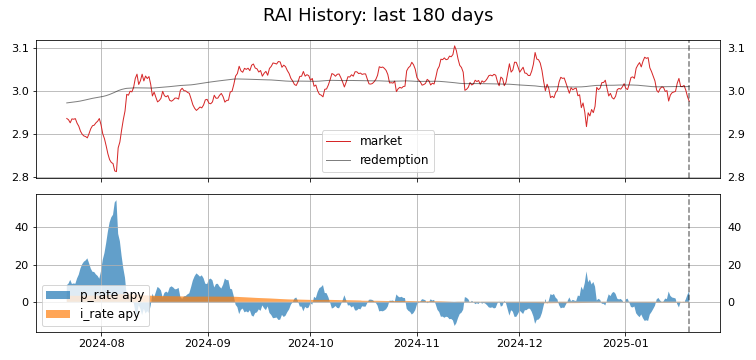 RAI History: last 180 days
3.1 3.1
3.0 3.0
2.9 2.9
2.8 2.8
market
redemption
40 40
20 20
0 0
p_rate apy
i_rate apy
2024-08 2024-09 2024-10 2024-11 2024-12 2025-01